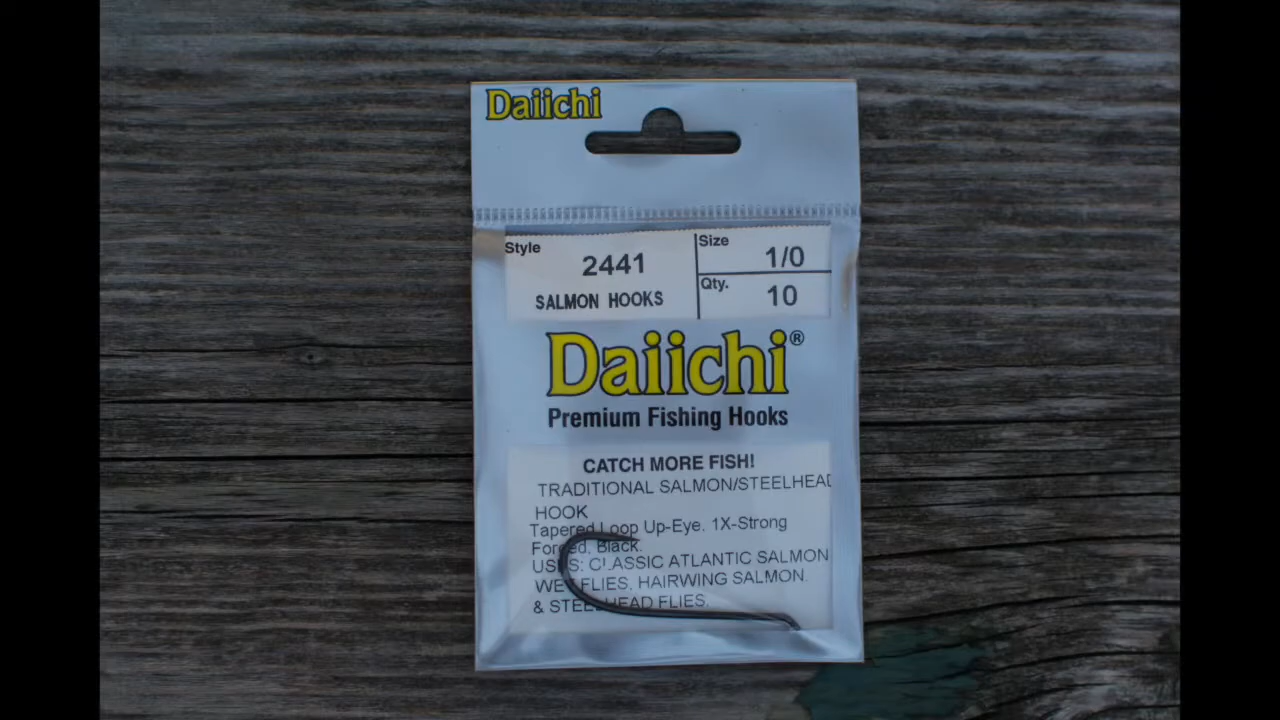 Daiichi
Style
2441
SALMON HOOKS
Size
1/0
Qty.
10
Daiichi®
Premium Fishing Hooks
CATCH MORE FISH!
TRADITIONAL SALMON/STEELHEAD
HOOK
Tapered Loop Up-Eye. 1X-Strong
Forged. Black.
USES: CLASSIC ATLANTIC SALMON
WET FLIES, HAIRWING SALMON.
& STEELHEAD FLIES.